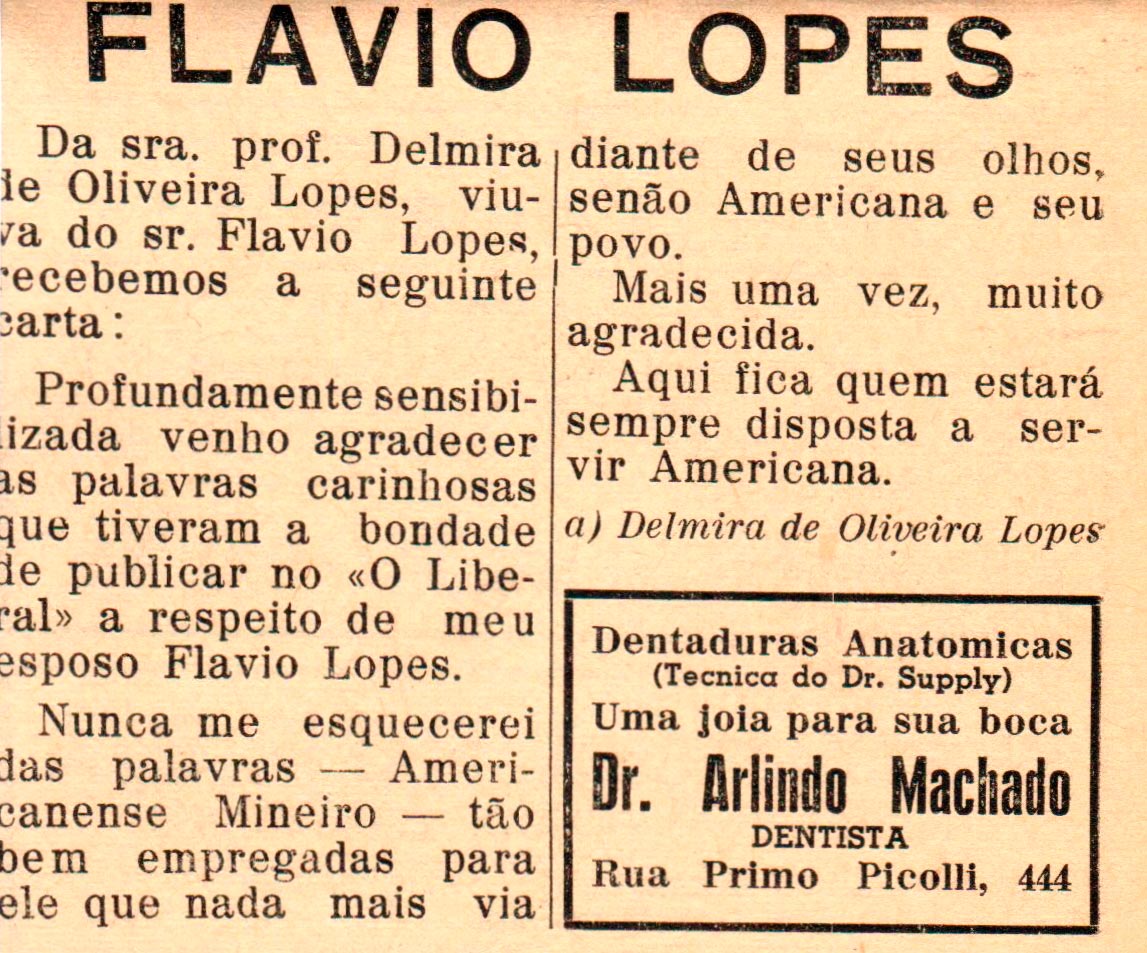 FLAVIO LOPES
Da sra. prof. Delmira
de Oliveira Lopes, viu-
va do sr. Flavio Lopes,
recebemos a seguinte
carta:
Profundamente sensibi-
lizada venho agradecer
as palavras carinhosas
que tiveram a bondade
de publicar no «O Libe-
ral» a respeito de meu
esposo Flavio Lopes.
Nunca me esquecerei
das palavras — Ameri-
canense Mineiro — tão
bem empregadas para
ele que nada mais via
diante de seus olhos,
senão Americana e seu
povo.
Mais uma vez, muito
agradecida.
Aqui fica quem estará
sempre disposta a ser-
vir Americana.
a) Delmira de Oliveira Lopes
Dentaduras Anatomicas
(Tecnica do Dr. Supply)
Uma joia para sua boca
Dr. Arlindo Machado
DENTISTA
Rua Primo Picolli, 444